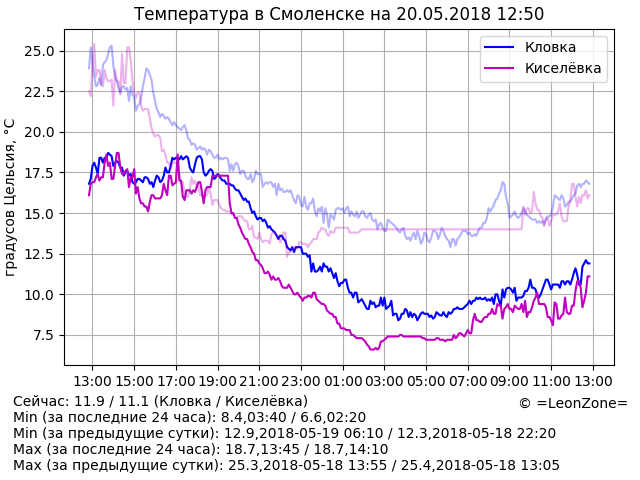 Температура в Смоленске на 20.05.2018 12:50
градусов Цельсия, °C
25.0
22.5
20.0
17.5
15.0
12.5
10.0
7.5
Кловка
Киселёвка
13:00 15:00 17:00 19:00 21:00 23:00 01:00 03:00 05:00 07:00 09:00 11:00 13:00
Сейчас: 11.9 / 11.1 (Кловка / Киселёвка)
© =LeonZone=
Min (за последние 24 часа): 8.4,03:40 / 6.6,02:20
Min (за предыдущие сутки): 12.9,2018-05-19 06:10 / 12.3,2018-05-18 22:20
Max (за последние 24 часа): 18.7,13:45 / 18.7,14:10
Max (за предыдущие сутки): 25.3,2018-05-18 13:55 / 25.4,2018-05-18 13:05